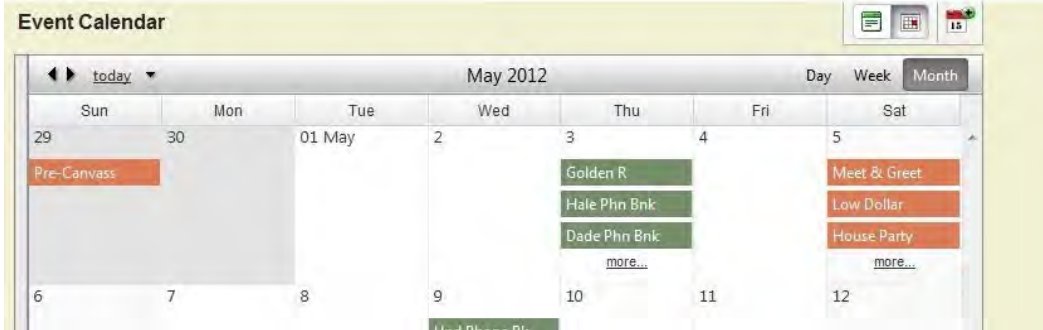 Event Calendar
15
today May 2012 Day Week Month
Sun Mon Tue Wed Thu Fri Sat
29 30 01 May 2 3 4 5
Pre-Canvass Golden R Meet & Greet
Hale Phn Bnk Low Dollar
Dade Phn Bnk House Party
more... more...
6 7 8 9 10 11 12